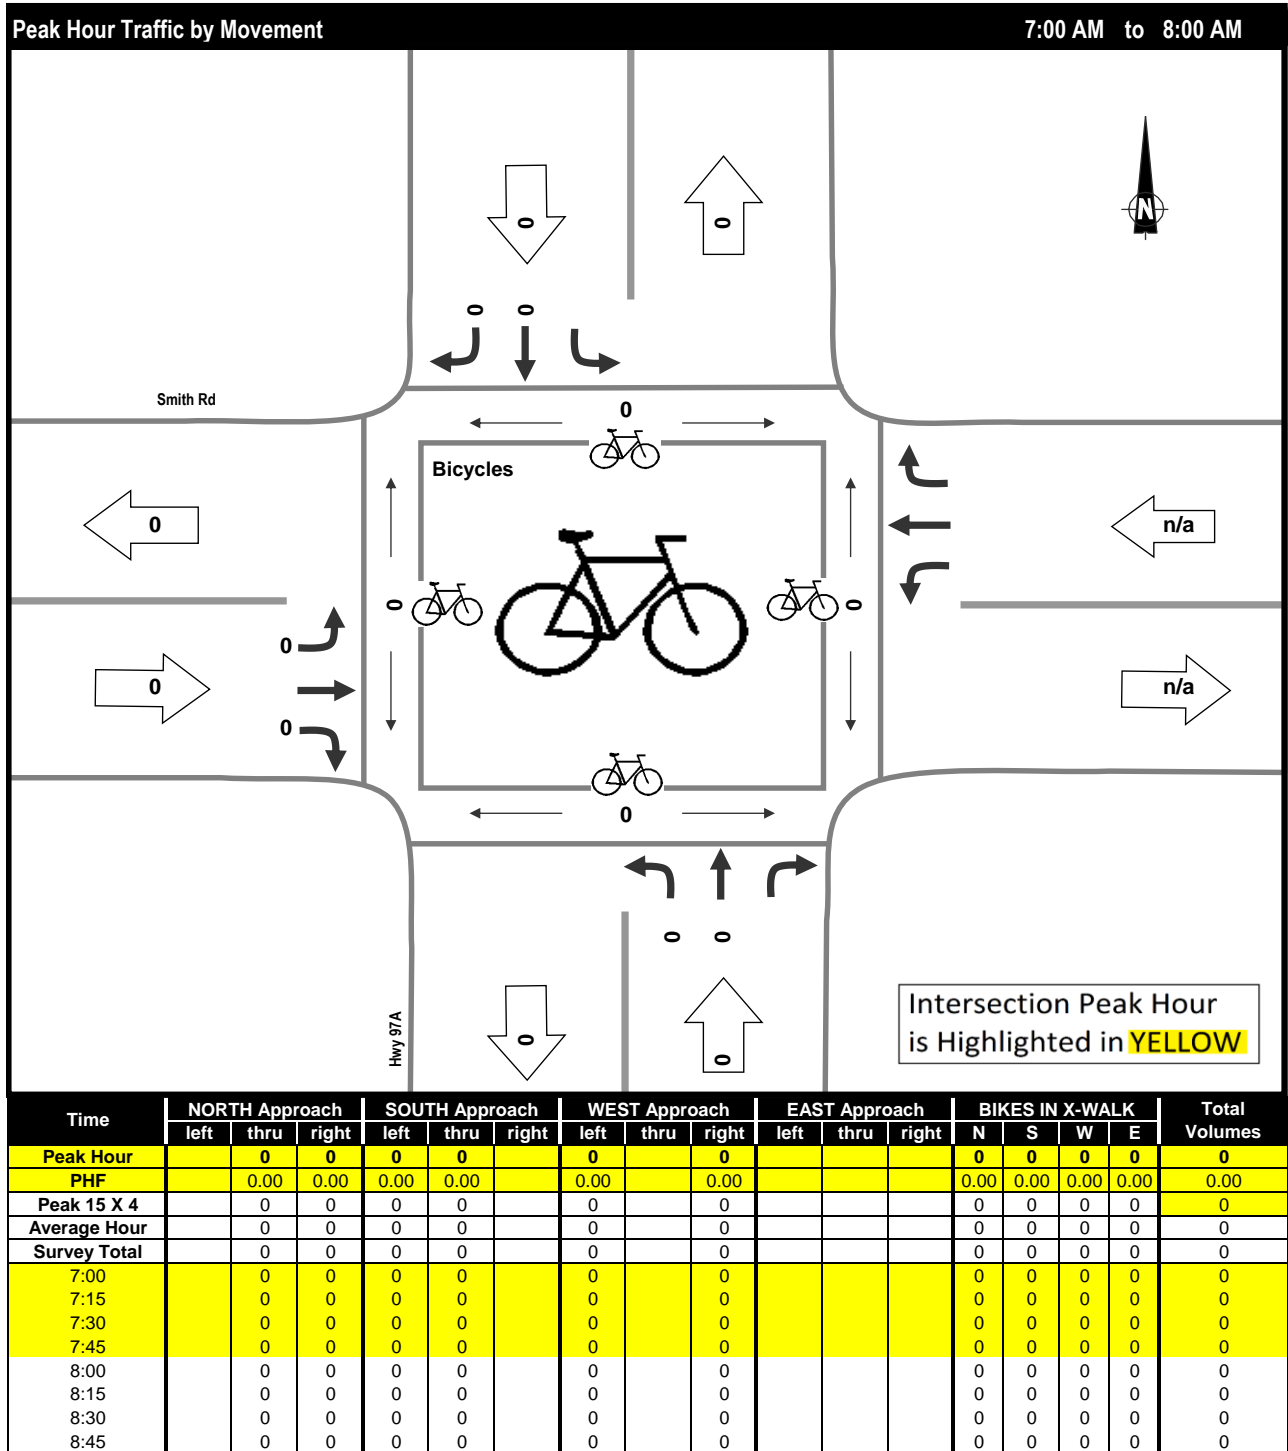 Peak Hour Traffic by Movement 7:00 AM to 8:00 AM
N
0 0
0 0
Smith Rd
0
Bicycles
0 n/a
0 0
0
0 n/a
0
0
0 0
Hwy 97A
0 0
Intersection Peak Hour
is Highlighted in YELLOW
Time NORTH Approach SOUTH Approach WEST Approach EAST Approach BIKES IN X-WALK Total Volumes
left thru right left thru right left thru right left thru right N S W E
Peak Hour 0 0 0 0 0 0 0 0 0 0 0
PHF 0.00 0.00 0.00 0.00 0.00 0.00 0.00 0.00 0.00 0.00 0.00
Peak 15 X 4 0 0 0 0 0 0 0 0 0 0 0
Average Hour 0 0 0 0 0 0 0 0 0 0 0
Survey Total 0 0 0 0 0 0 0 0 0 0 0
7:00 0 0 0 0 0 0 0 0 0 0 0
7:15 0 0 0 0 0 0 0 0 0 0 0
7:30 0 0 0 0 0 0 0 0 0 0 0
7:45 0 0 0 0 0 0 0 0 0 0 0
8:00 0 0 0 0 0 0 0 0 0 0 0
8:15 0 0 0 0 0 0 0 0 0 0 0
8:30 0 0 0 0 0 0 0 0 0 0 0
8:45 0 0 0 0 0 0 0 0 0 0 0